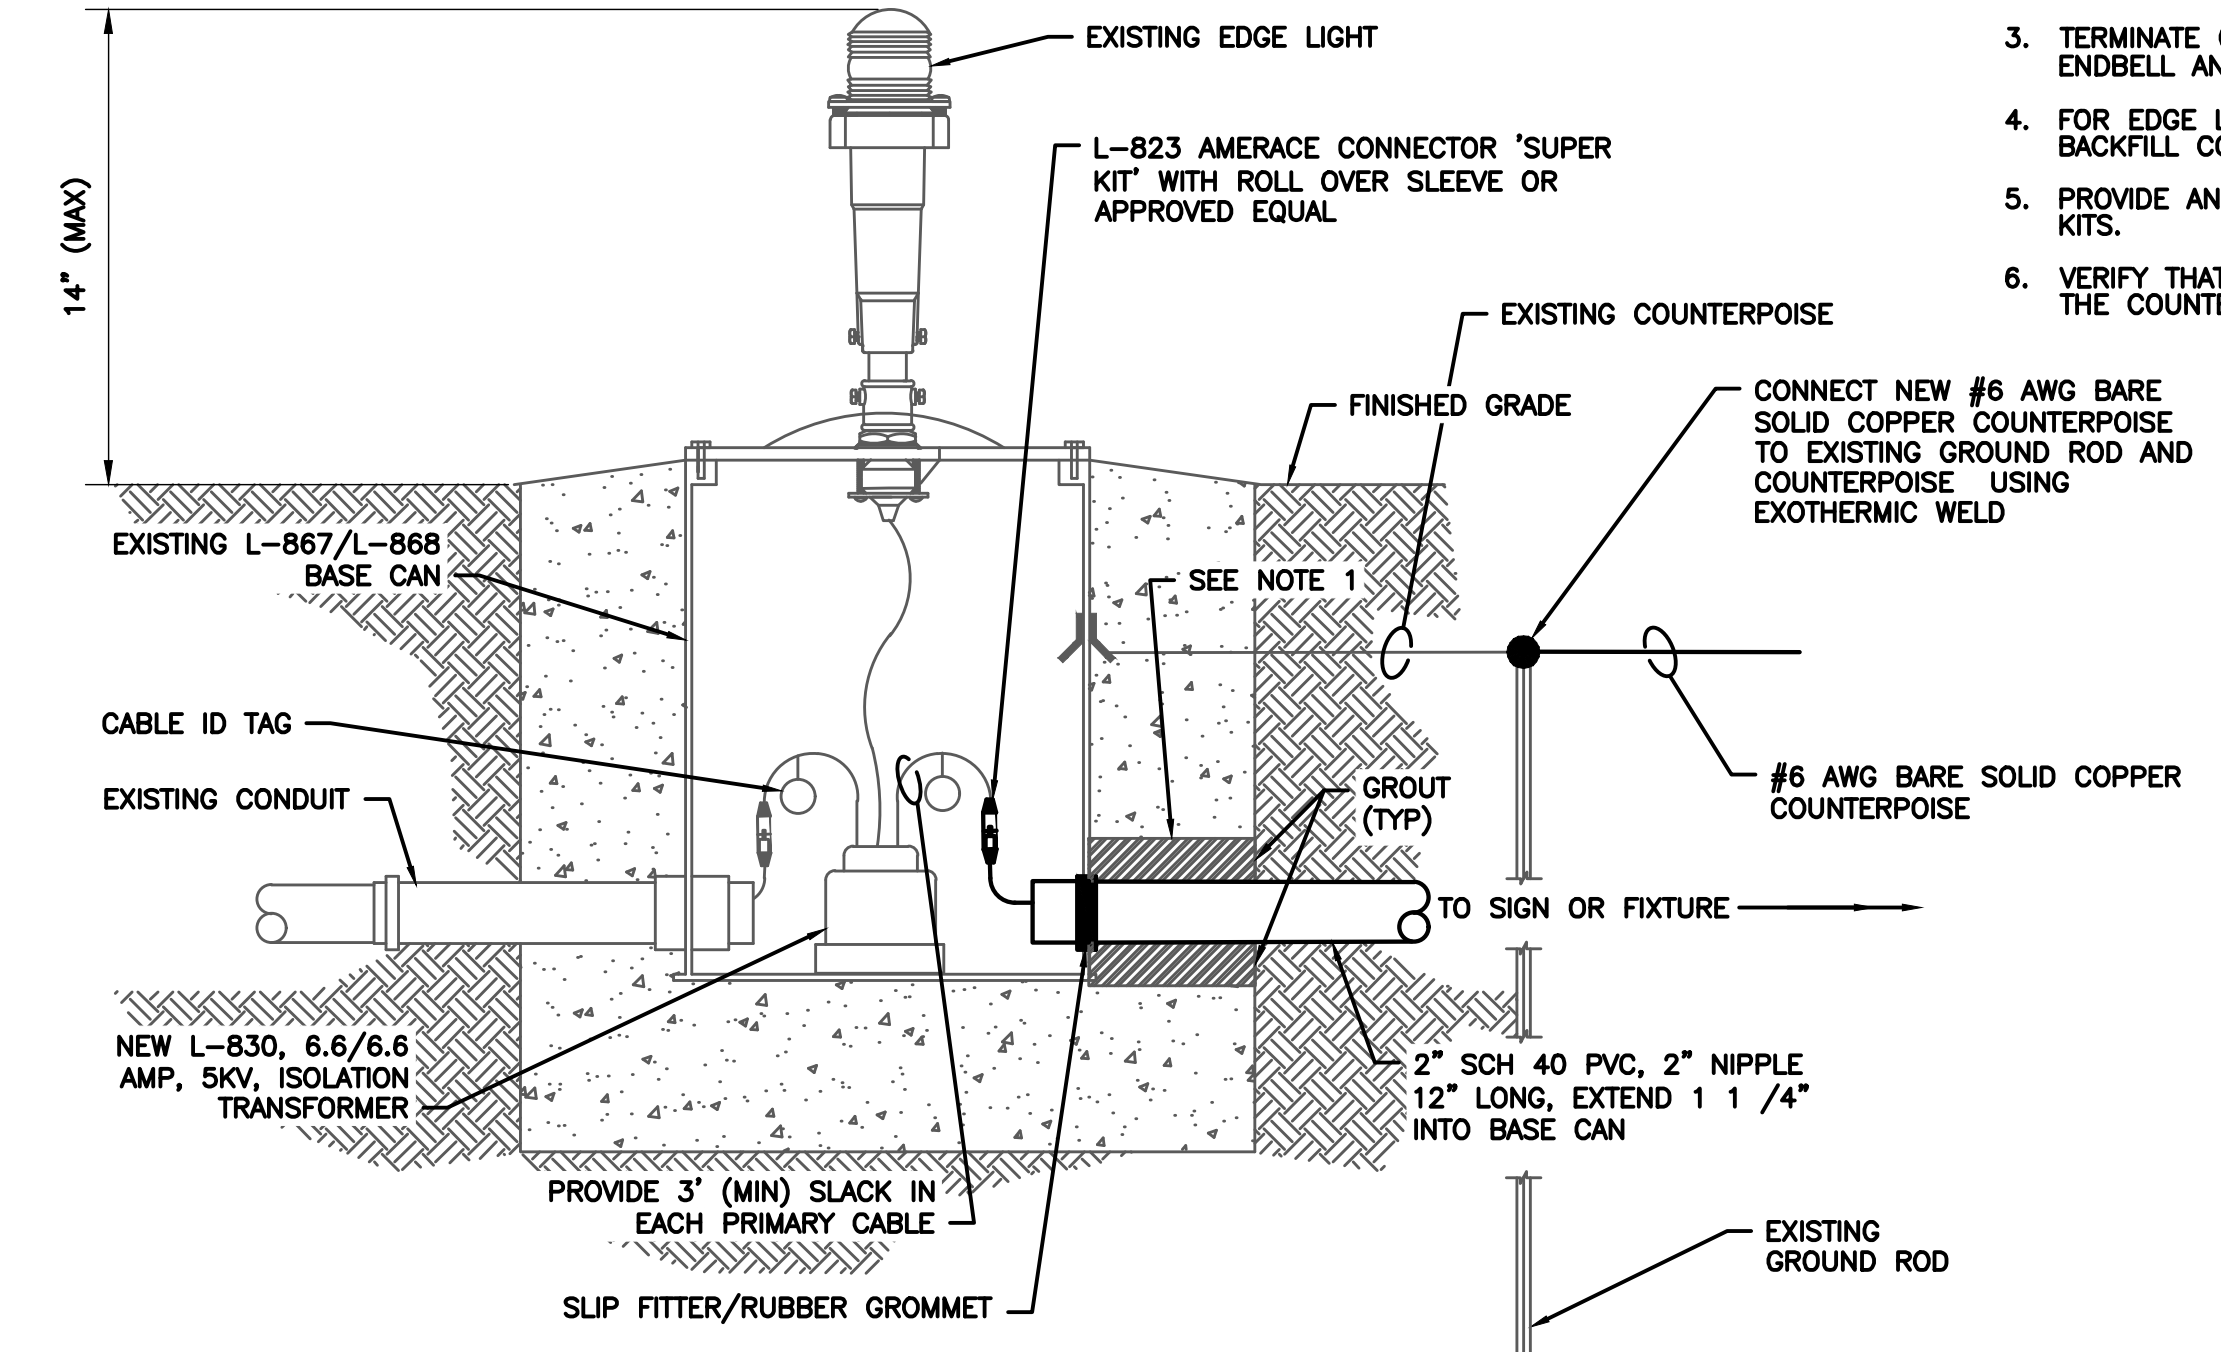 EXISTING EDGE LIGHT
14" (MAX)
L-823 AMERACE CONNECTOR 'SUPER
KIT' WITH ROLL OVER SLEEVE OR
APPROVED EQUAL
3. TERMINATE
ENDBELL
4. FOR EDGE
BACKFILL
5. PROVIDE AN
KITS.
6. VERIFY THAT
THE
EXISTING COUNTERPOISE
FINISHED GRADE
CONNECT NEW #6 AWG BARE
SOLID COPPER COUNTERPOISE
TO EXISTING GROUND ROD AND
COUNTERPOISE USING
EXOTHERMIC WELD
EXISTING L-867/L-868
BASE CAN
SEE NOTE 1
CABLE ID TAG
EXISTING CONDUIT
GROUT
(TYP)
#6 AWG BARE SOLID COPPER
COUNTERPOISE
TO SIGN OR FIXTURE
NEW L-830, 6.6/6.6
AMP, 5KV, ISOLATION
TRANSFORMER
2" SCH 40 PVC, 2" NIPPLE
12" LONG, EXTEND 1 1 /4"
INTO BASE CAN
PROVIDE 3' (MIN) SLACK IN
EACH PRIMARY CABLE
EXISTING
GROUND ROD
SLIP FITTER/RUBBER GROMMET